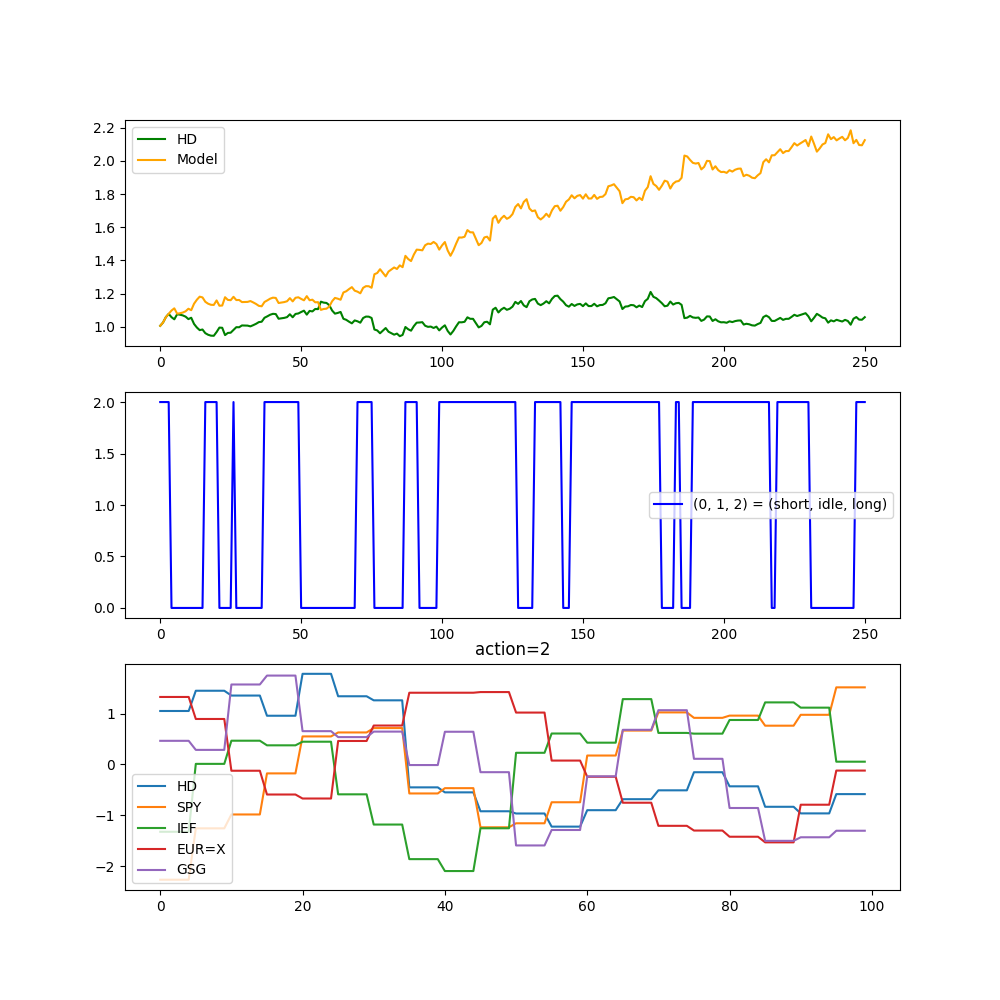 2.2
2.0
1.8
1.6
1.4
1.2
1.0
HD
Model
0 50 100 150 200 250
2.0
1.5
1.0
0.5
0.0
(0, 1, 2) = (short, idle, long)
0 50 100 150 200 250
action=2
1
0
−1
−2
HD
SPY
IEF
EUR=X
GSG
0 20 40 60 80 100